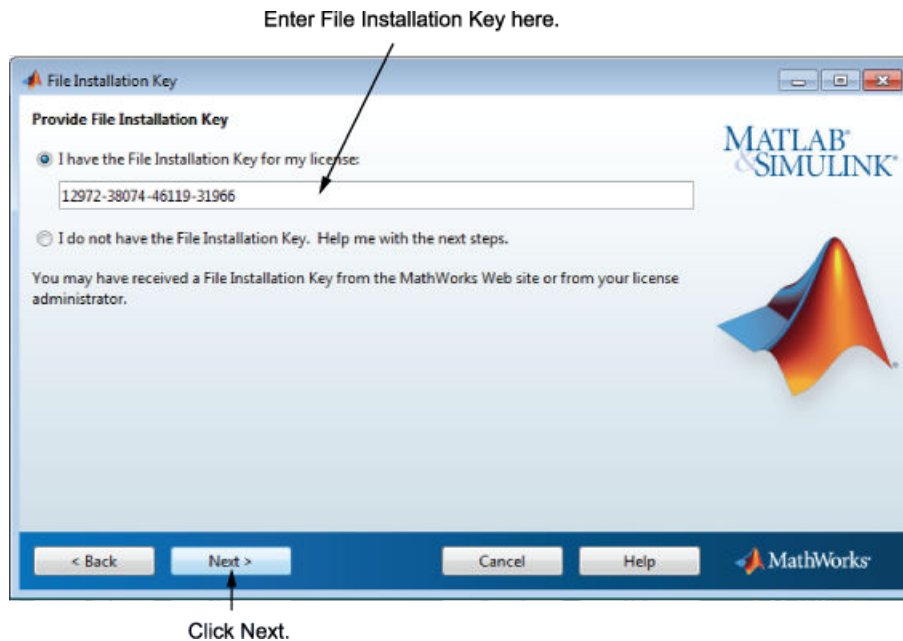 Enter File Installation Key here.
File Installation Key
Provide File Installation Key
MATLAB®
&SIMULINK®
I have the File Installation Key for my license:
12972-38074-46119-31966
I do not have the File Installation Key. Help me with the next steps.
You may have received a File Installation Key from the MathWorks Web site or from your license
administrator.
< Back
Next >
Cancel
Help
MathWorks®
Click Next.